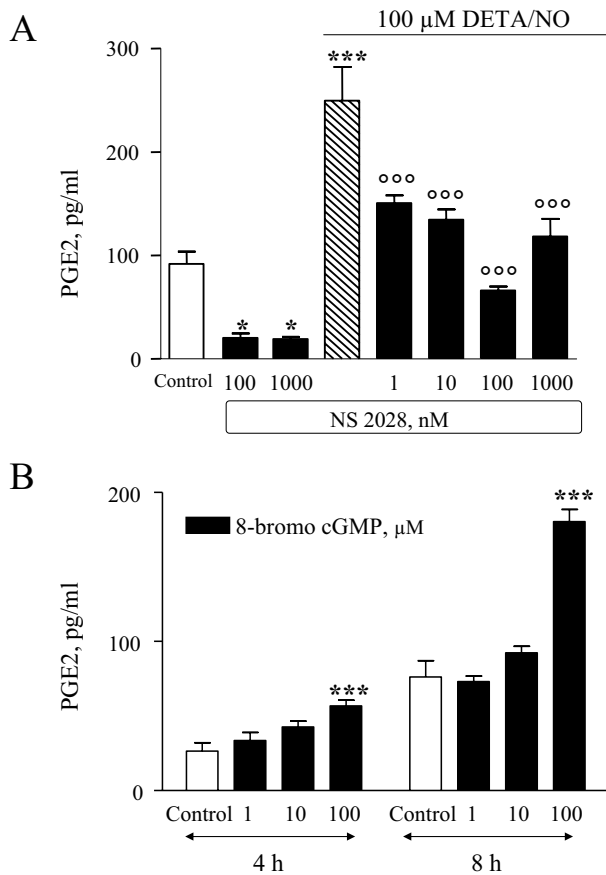 A
100 µM DETA/NO
***
300
200
100
0
PGE2, pg/ml
°°°
°°°
°°°
°°°
*
*
Control
100
1000
1
10
100
1000
NS 2028, nM
B
200
100
0
PGE2, pg/ml
8-bromo cGMP, µM
***
***
Control 1 10 100
Control 1 10 100
4 h
8 h